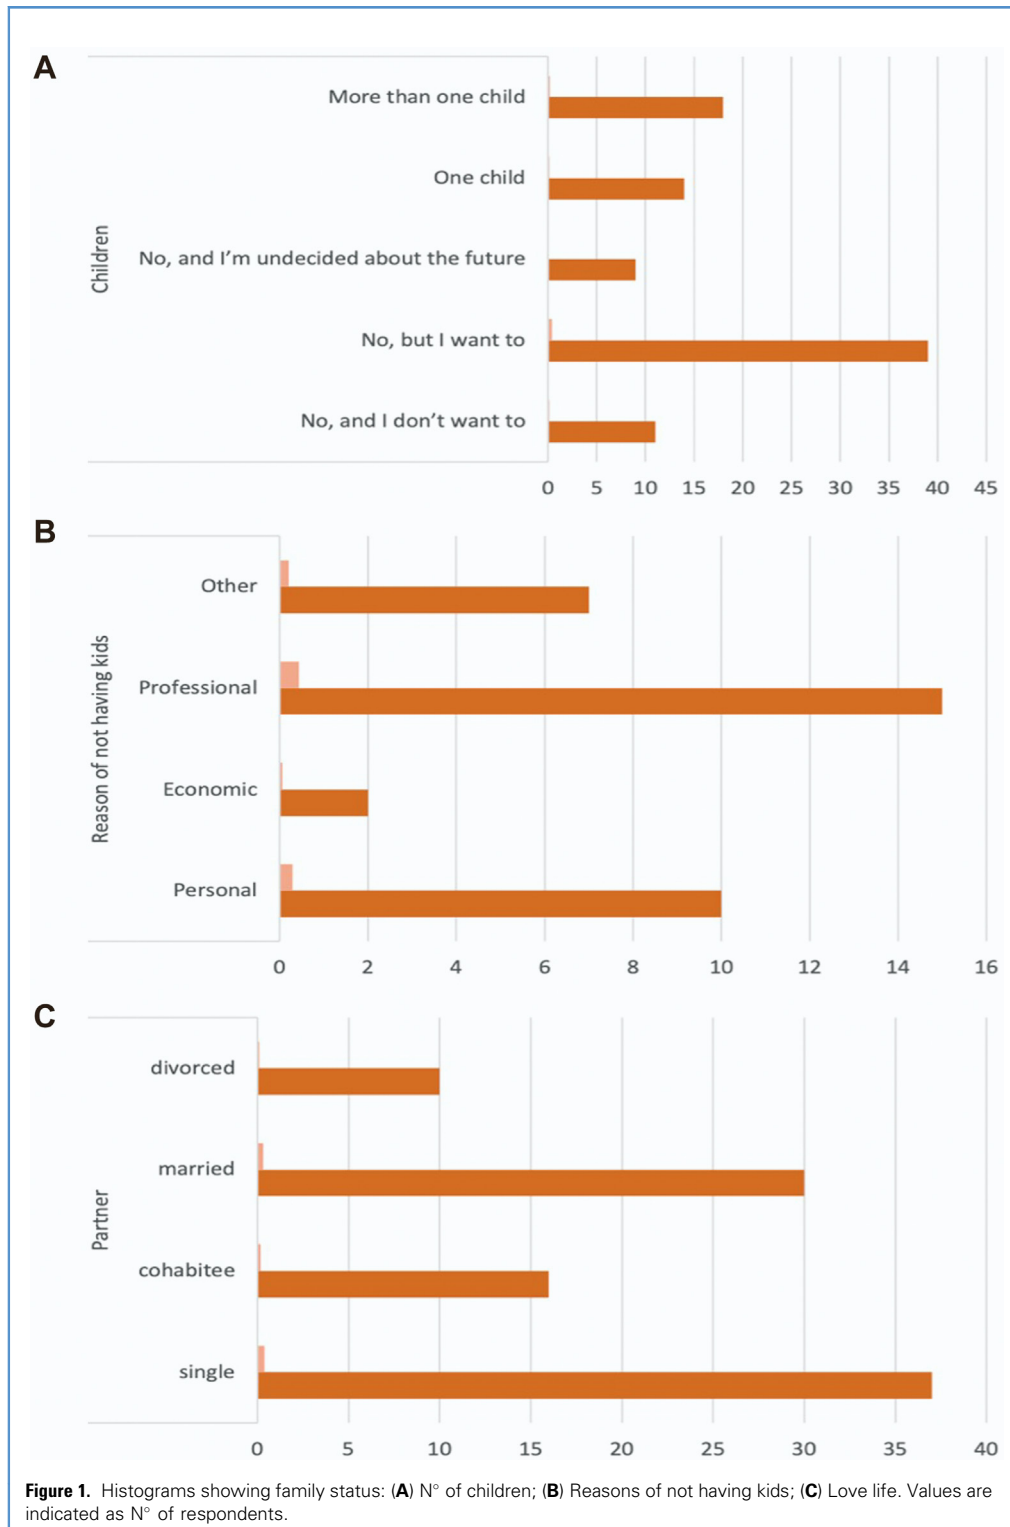 A
Children
More than one child
One child
No, and I’m undecided about the future
No, but I want to
No, and I don’t want to
0 5 10 15 20 25 30 35 40 45
B
Reason of not having kids
Other
Professional
Economic
Personal
0 2 4 6 8 10 12 14 16
C
Partner
divorced
married
cohabitee
single
0 5 10 15 20 25 30 35 40
Figure 1. Histograms showing family status: (A) N° of children; (B) Reasons of not having kids; (C) Love life. Values are
indicated as N° of respondents.